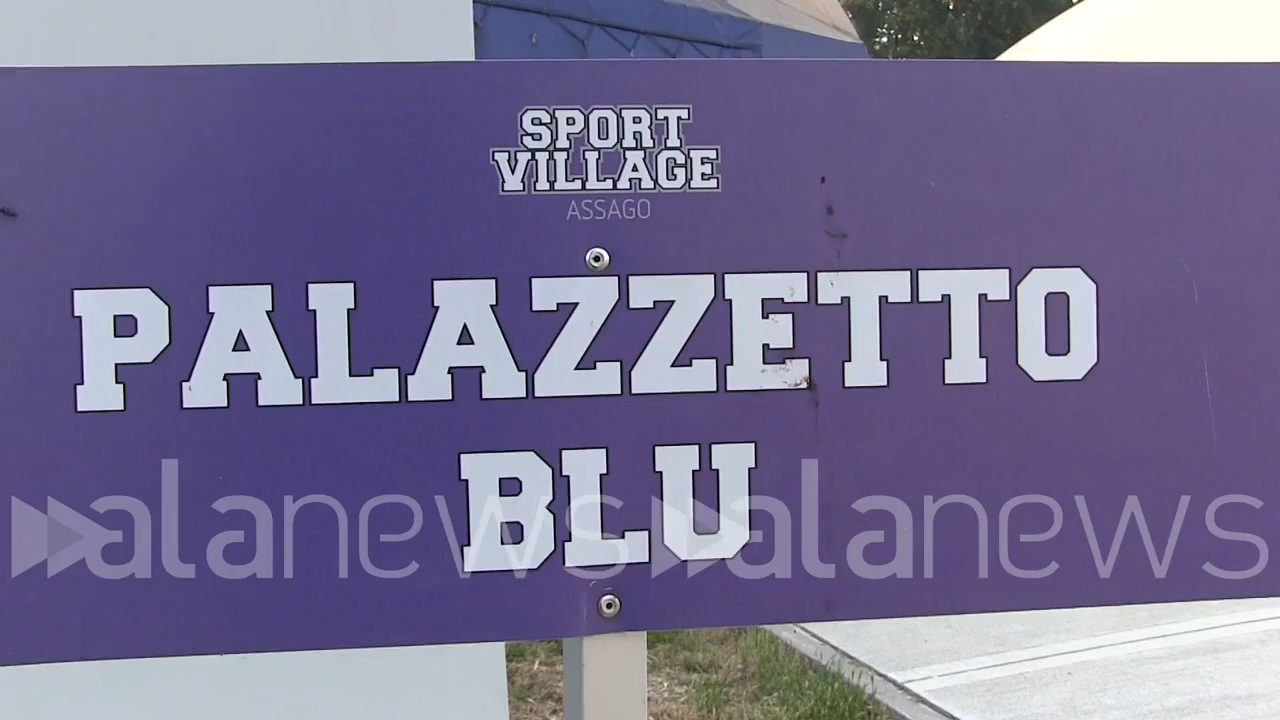 SPORT
VILLAGE
ASSAGO
PALAZZETTO
BLU
alanews alanews